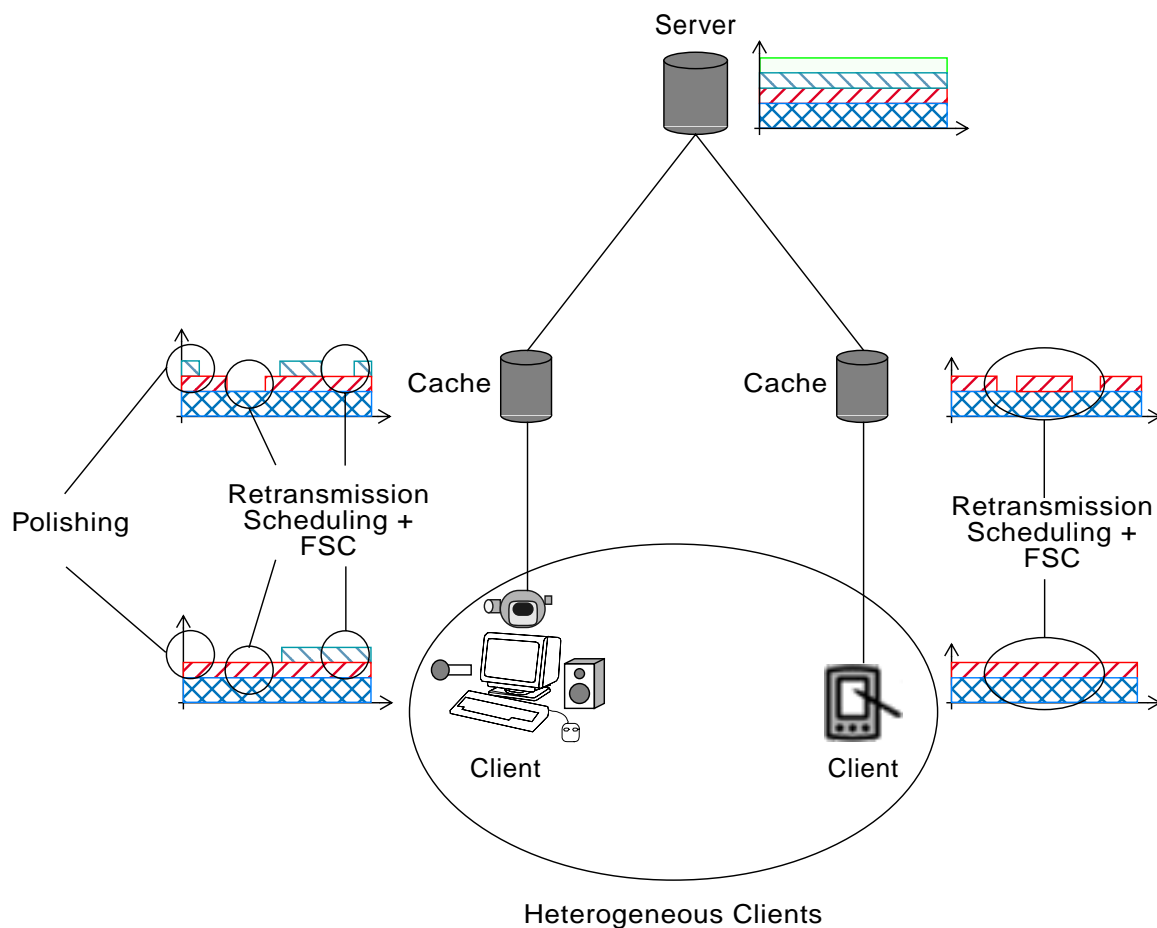 Server
Cache
Cache
Polishing
Retransmission
Scheduling +
FSC
Retransmission
Scheduling +
FSC
Client
Client
Heterogeneous Clients